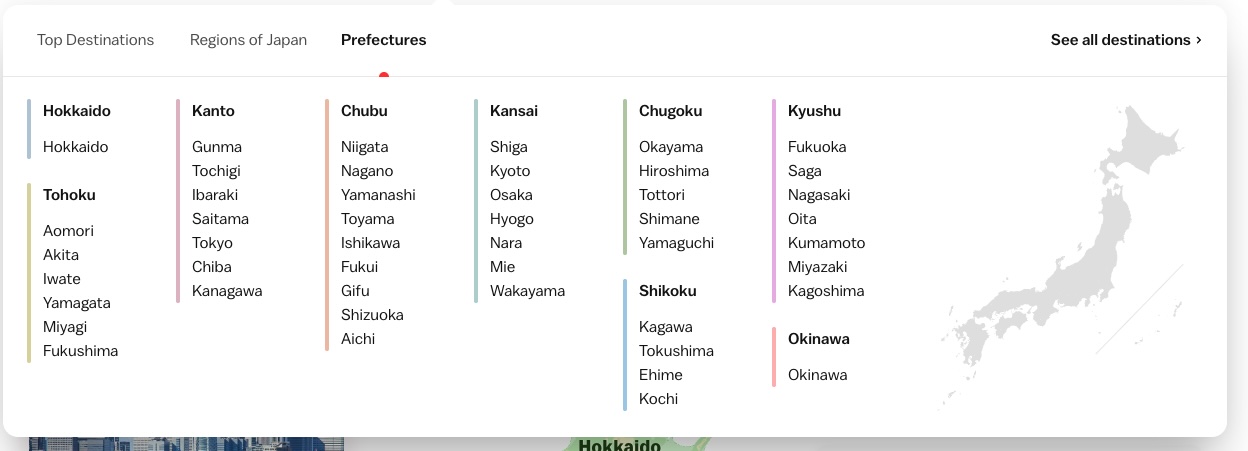 Top Destinations
Regions of Japan
Prefectures
See all destinations ›
Hokkaido
Hokkaido
Tohoku
Aomori
Akita
Iwate
Yamagata
Miyagi
Fukushima
Kanto
Gunma
Tochigi
Ibaraki
Saitama
Tokyo
Chiba
Kanagawa
Chubu
Niigata
Nagano
Yamanashi
Toyama
Ishikawa
Fukui
Gifu
Shizuoka
Aichi
Kansai
Shiga
Kyoto
Osaka
Hyogo
Nara
Mie
Wakayama
Chugoku
Okayama
Hiroshima
Tottori
Shimane
Yamaguchi
Shikoku
Kagawa
Tokushima
Ehime
Kochi
Kyushu
Fukuoka
Saga
Nagasaki
Oita
Kumamoto
Miyazaki
Kagoshima
Okinawa
Okinawa
Hokkaido